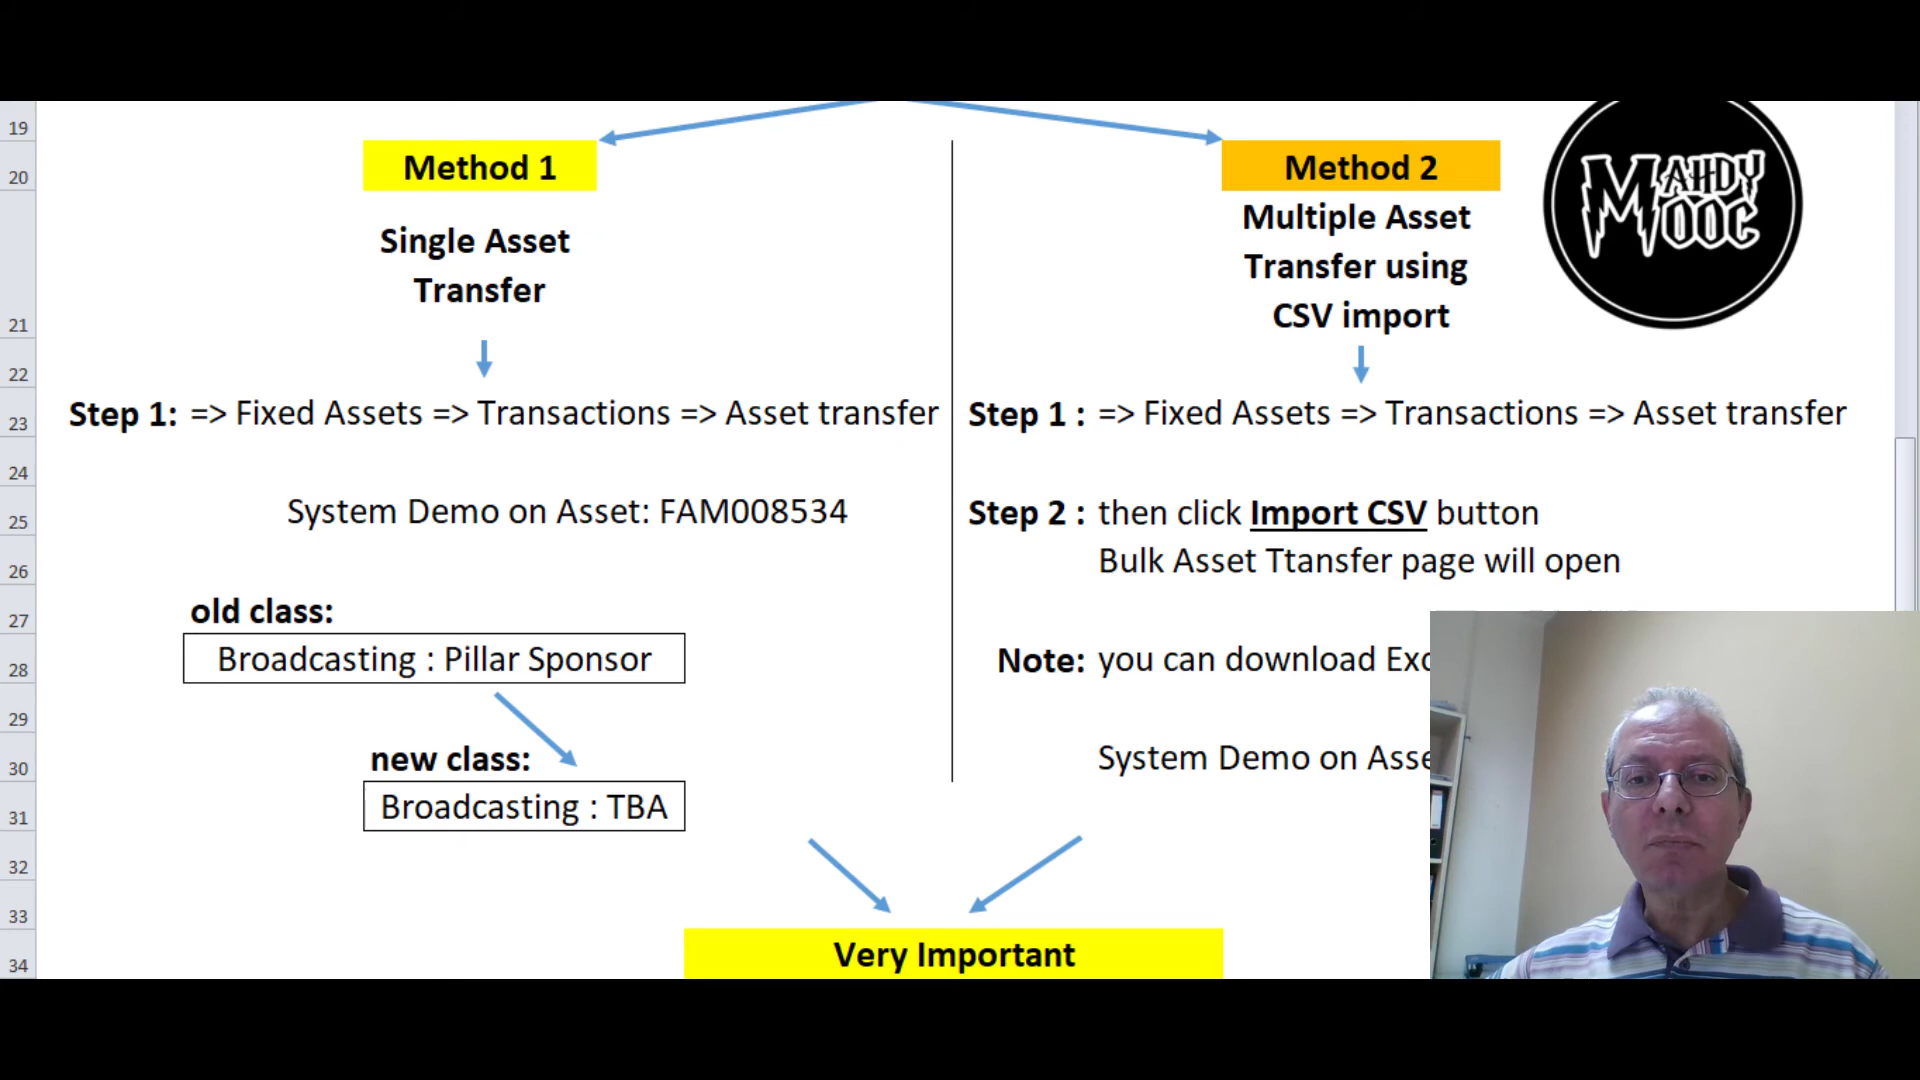 19
20
21
22
23
24
25
26
27
28
29
30
31
32
33
34
Method 1
Single Asset
Transfer
Step 1: => Fixed Assets => Transactions => Asset transfer
System Demo on Asset: FAM008534
old class:
Broadcasting : Pillar Sponsor
new class:
Broadcasting : TBA
Method 2
Multiple Asset
Transfer using
CSV import
Step 1 : => Fixed Assets => Transactions => Asset transfer
Step 2 : then click Import CSV button
Bulk Asset Ttansfer page will open
Note: you can download
System Demo on
Very Important
MAHDY
MOOC